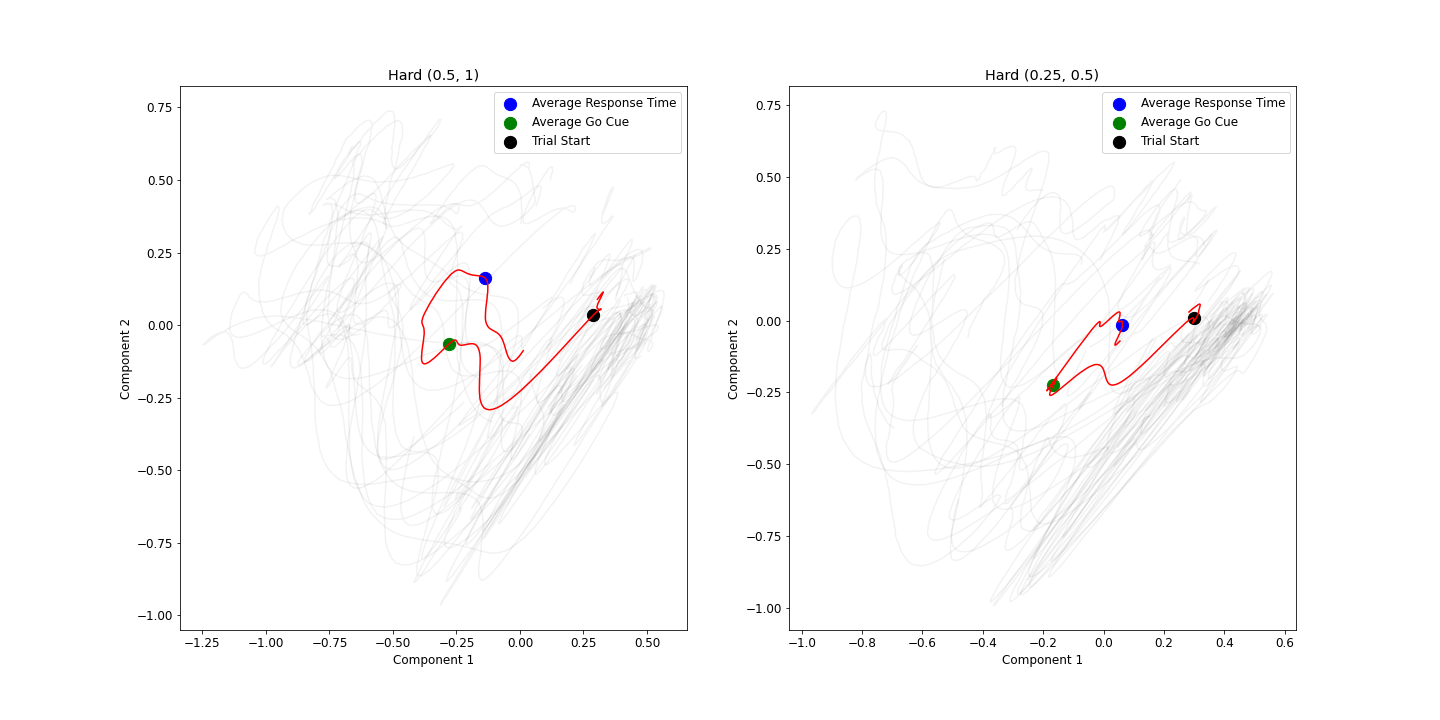 Hard (0.5, 1)
Average Response Time
Average Go Cue
Trial Start
0.75
0.50
0.25
0.00
−0.25
−0.50
−0.75
−1.00
Component 2
−1.25
−1.00
−0.75
−0.50
−0.25
0.00
0.25
0.50
Component 1
Hard (0.25, 0.5)
Average Response Time
Average Go Cue
Trial Start
0.75
0.50
0.25
0.00
−0.25
−0.50
−0.75
−1.00
Component 2
−1.0
−0.8
−0.6
−0.4
−0.2
0.0
0.2
0.4
0.6
Component 1